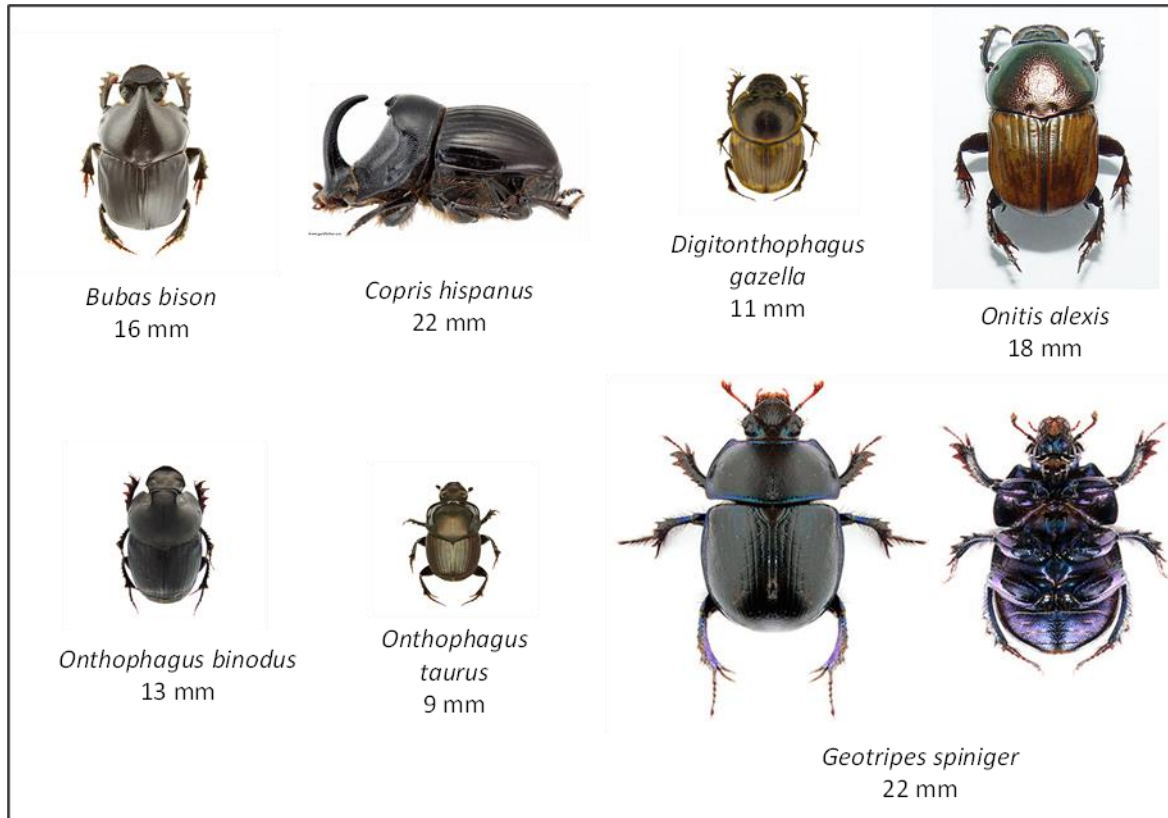 Bubas bison
16 mm
Copris hispanus
22 mm
Digitonthophagus
gazella
11 mm
Onitis alexis
18 mm
Onthophagus binodus
13 mm
Onthophagus
taurus
9 mm
Geotripes spiniger
22 mm